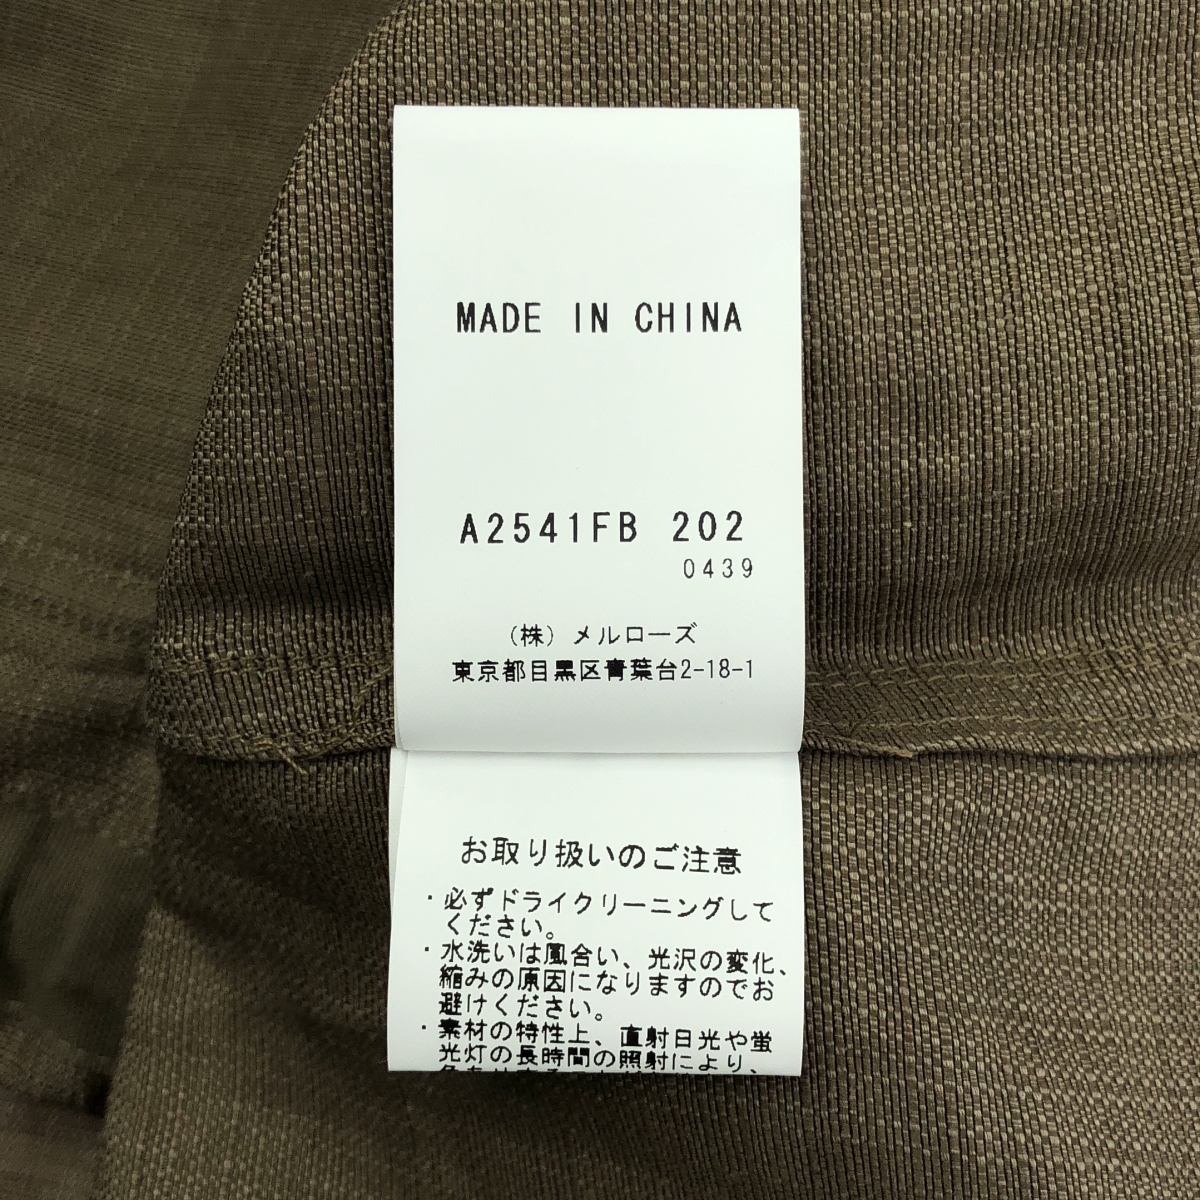 MADE IN CHINA
A2541FB 202
0439
(株) メルローズ
東京都目黒区青葉台2-18-1
お取り扱いのご注意
・必ずドライクリーニングして
ください。
・水洗いは風合い、光沢の変化、
縮みの原因になりますのでお
避けください。
・素材の特性上、直射日光や蛍
光灯の長時間の照射により、